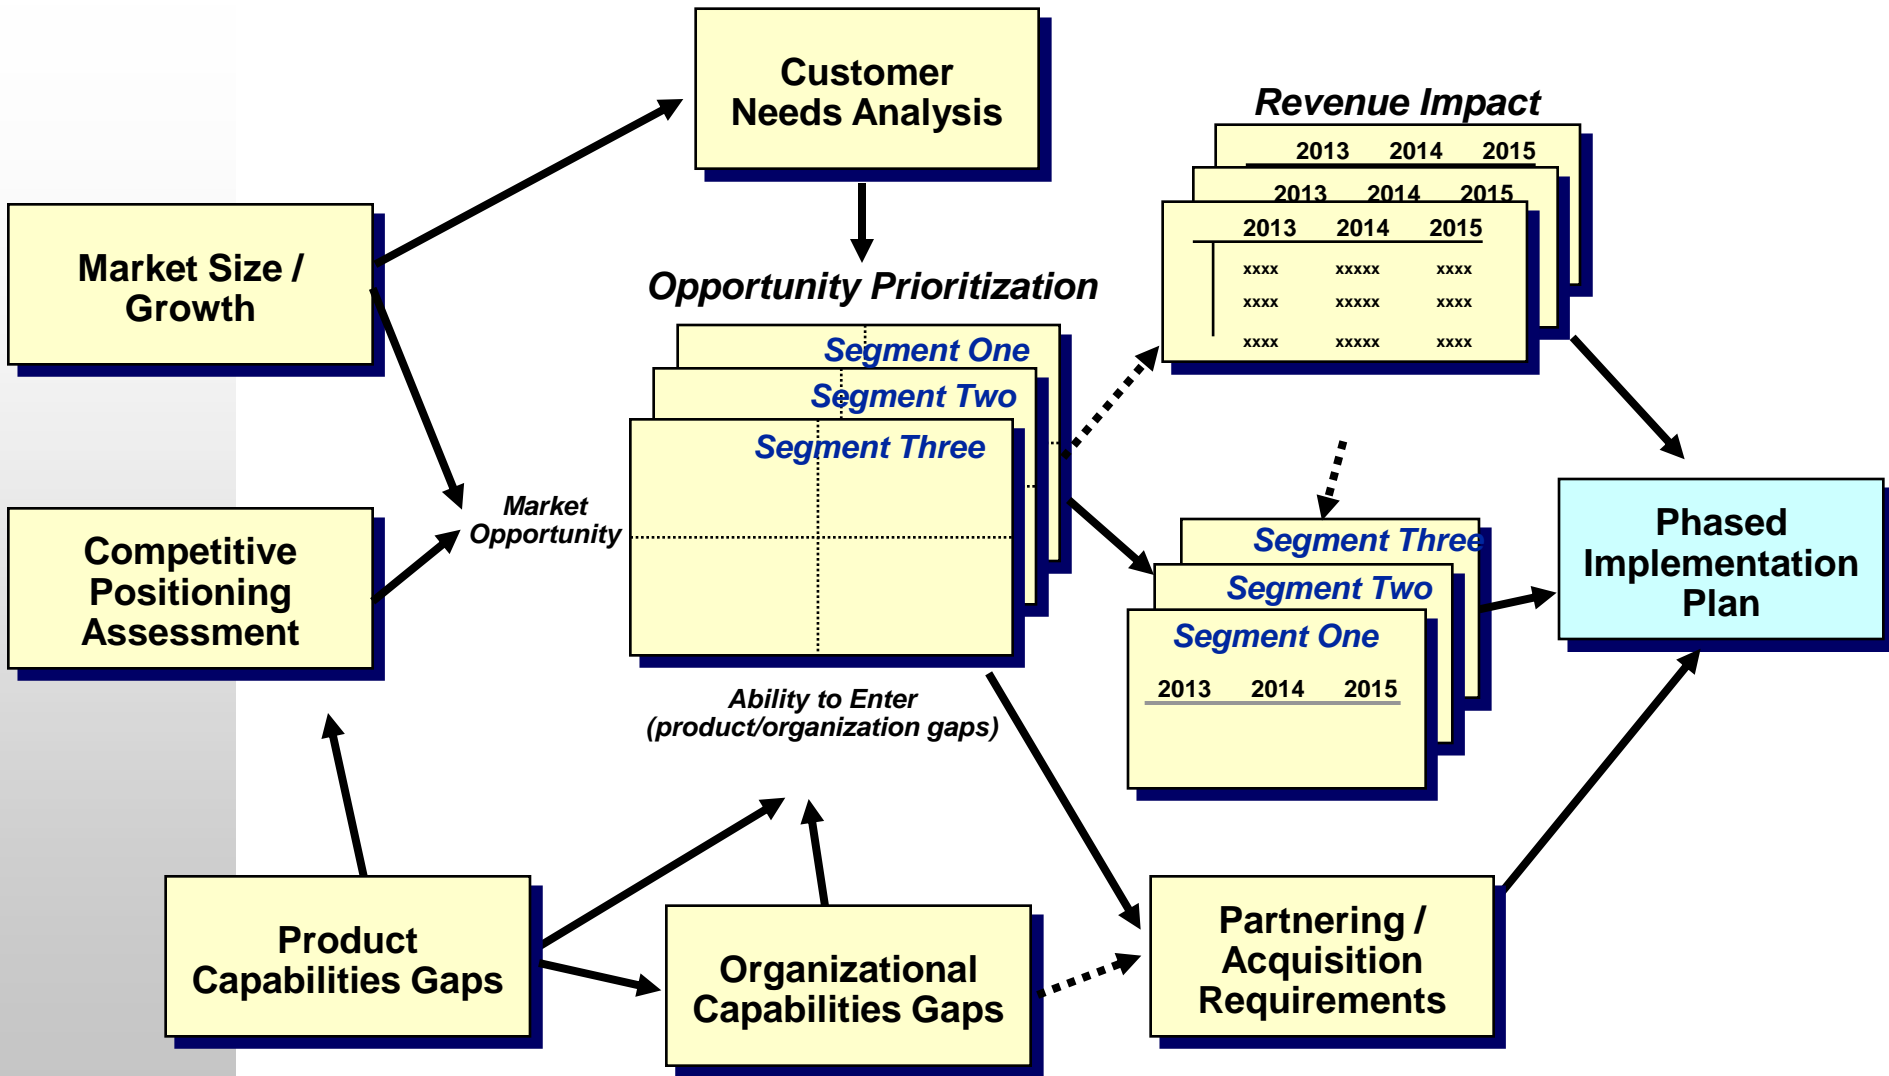 Customer
Needs Analysis
Revenue Impact
2013 2014 2015
2013 2014 2015
2013 2014 2015
xxxx xxxxx xxxx
xxxx xxxxx xxxx
xxxx xxxxx xxxx
Market Size /
Growth
Opportunity Prioritization
Segment One
Segment Two
Segment Three
Market
Opportunity
Ability to Enter
(product/organization gaps)
Competitive
Positioning
Assessment
Segment Three
Segment Two
Segment One
2013 2014 2015
Phased
Implementation
Plan
Product
Capabilities Gaps
Organizational
Capabilities Gaps
Partnering /
Acquisition
Requirements